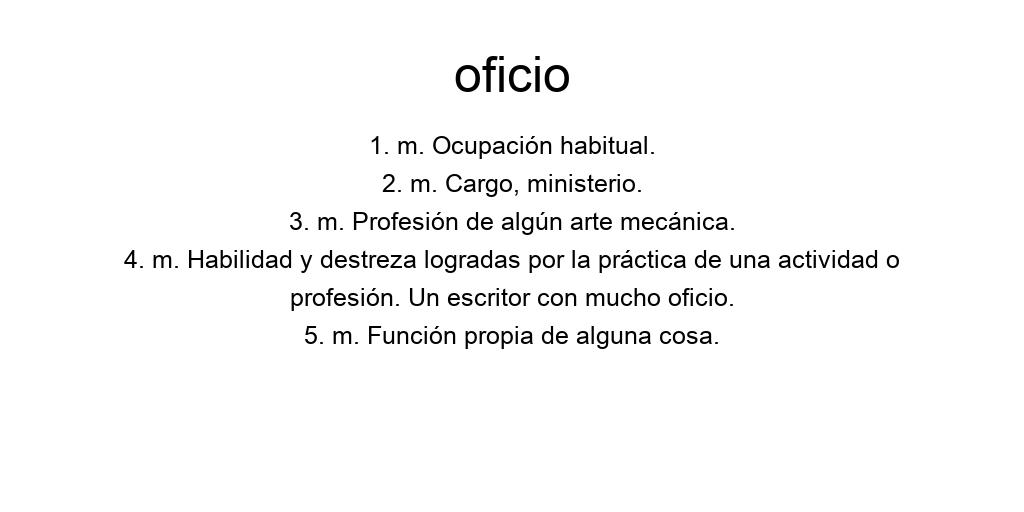 oficio
1. m. Ocupación habitual.
2. m. Cargo, ministerio.
3. m. Profesión de algún arte mecánica.
4. m. Habilidad y destreza logradas por la práctica de una actividad o
profesión. Un escritor con mucho oficio.
5. m. Función propia de alguna cosa.